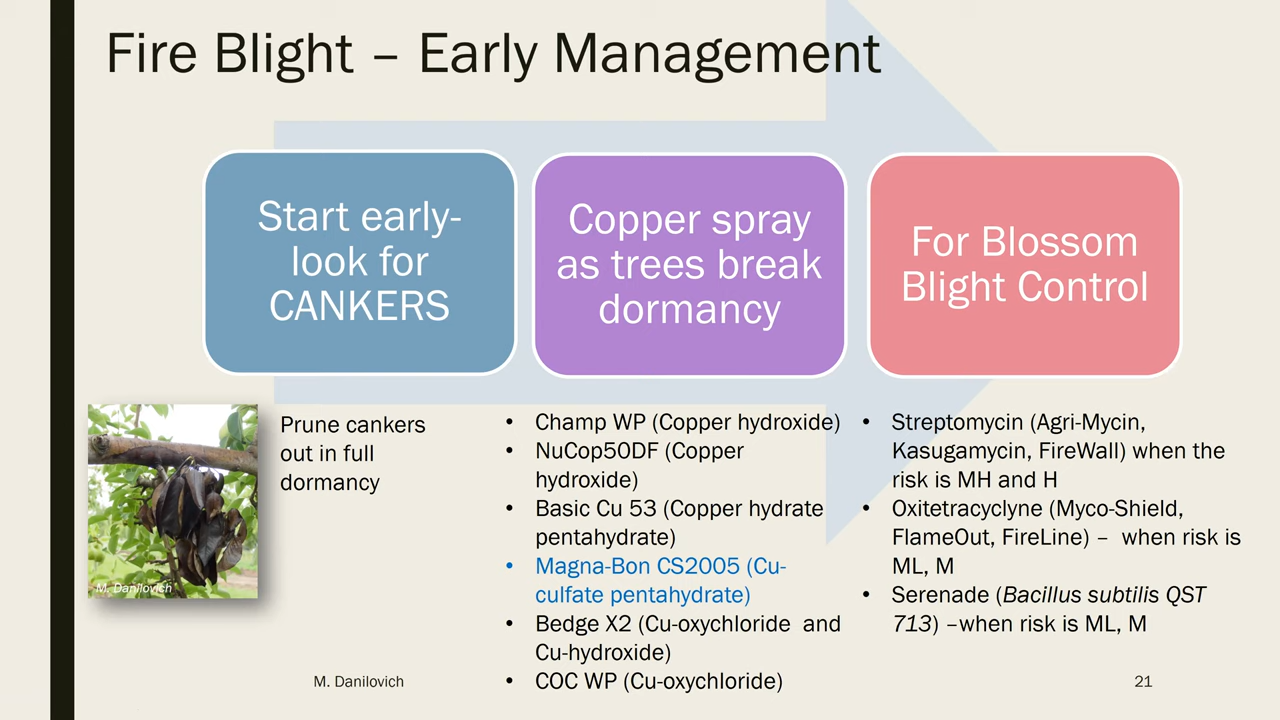 Fire Blight – Early Management
Start early-
look for
CANKERS
Copper spray
as trees break
dormancy
For Blossom
Blight Control
M. Danilovich
Prune cankers
out in full
dormancy
• Champ WP (Copper hydroxide)
• NuCop50DF (Copper
hydroxide)
• Basic Cu 53 (Copper hydrate
pentahydrate)
• Magna-Bon CS2005 (Cu-
culfate pentahydrate)
• Bedge X2 (Cu-oxychloride and
Cu-hydroxide)
• COC WP (Cu-oxychloride)
• Streptomycin (Agri-Mycin,
Kasugamycin, FireWall) when the
risk is MH and H
• Oxitetracyclyne (Myco-Shield,
FlameOut, FireLine) – when risk is
ML, M
• Serenade (Bacillus subtilis QST
713) –when risk is ML, M
M. Danilovich
21